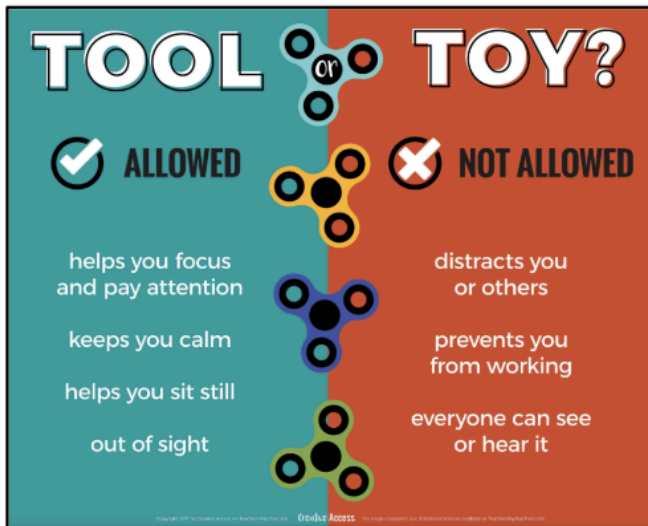 TOOL or TOY?
ALLOWED
NOT ALLOWED
helps you focus
and pay attention
keeps you calm
helps you sit still
out of sight
distracts you
or others
prevents you
from working
everyone can see
or hear it
Creative Access